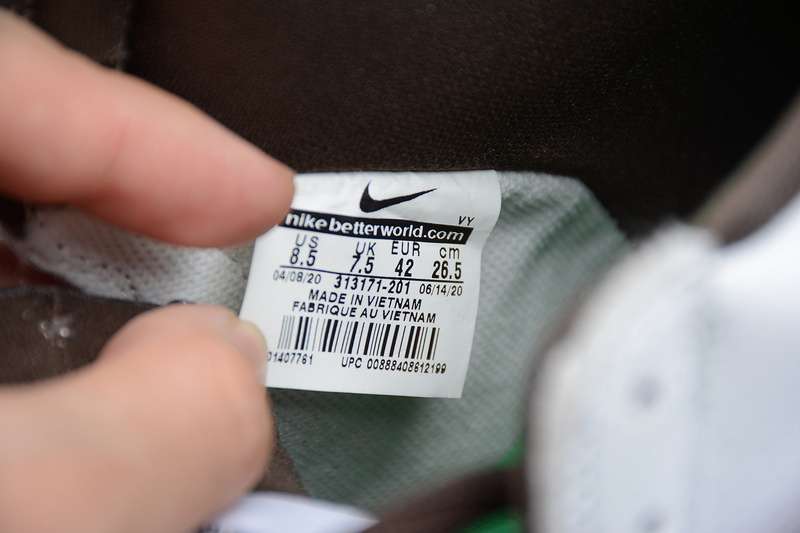 VY
nikebetterworld.com
US UK EUR cm
8.5 7.5 42 26.5
04/08/20 313171-201 06/14/20
MADE IN VIETNAM
FABRIQUE AU VIETNAM
01407761 UPC 00888408612199